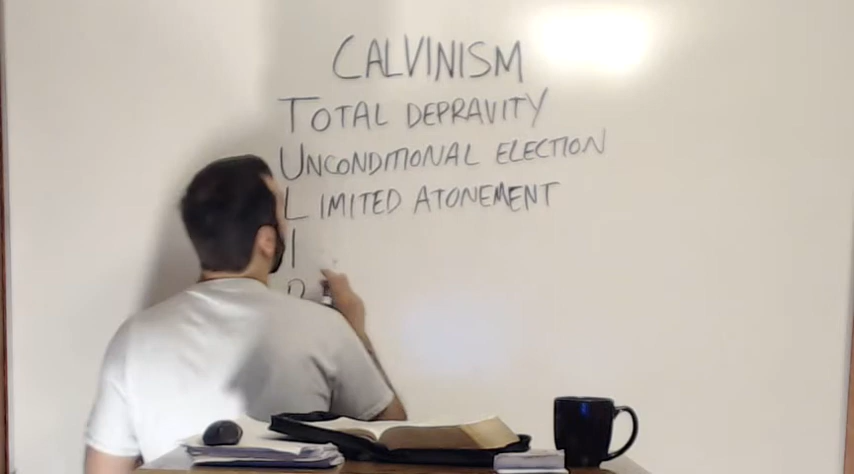 CALVINISM
TOTAL DEPRAVITY
UNCONDITIONAL ELECTION
LIMITED ATONEMENT
I
P